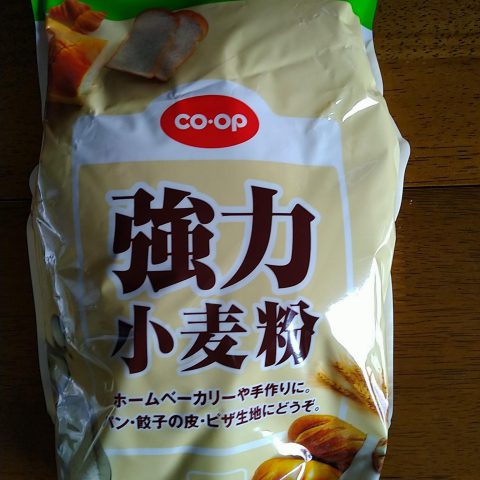 CO·OP
強力
小麦粉
ホームベーカリーや手作りに。
パン・餃子の皮・ピザ生地にどうぞ。